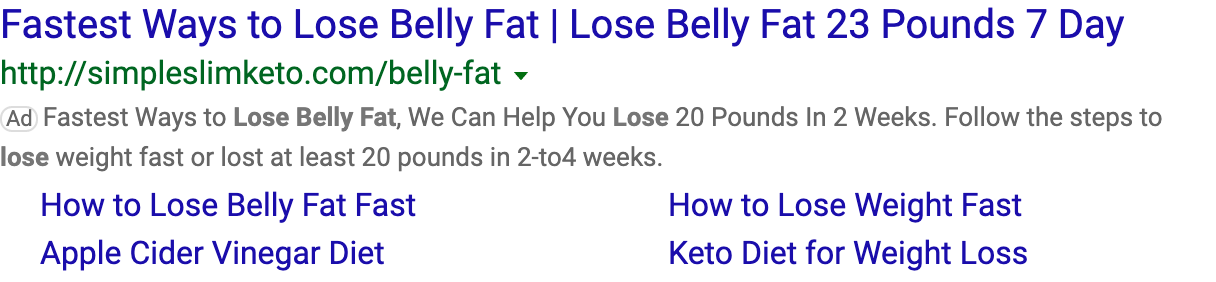 Fastest Ways to Lose Belly Fat | Lose Belly Fat 23 Pounds 7 Day
http://simpleslimketo.com/belly-fat
Ad Fastest Ways to Lose Belly Fat, We Can Help You Lose 20 Pounds In 2 Weeks. Follow the steps to
lose weight fast or lost at least 20 pounds in 2-to4 weeks.
How to Lose Belly Fat Fast How to Lose Weight Fast
Apple Cider Vinegar Diet Keto Diet for Weight Loss